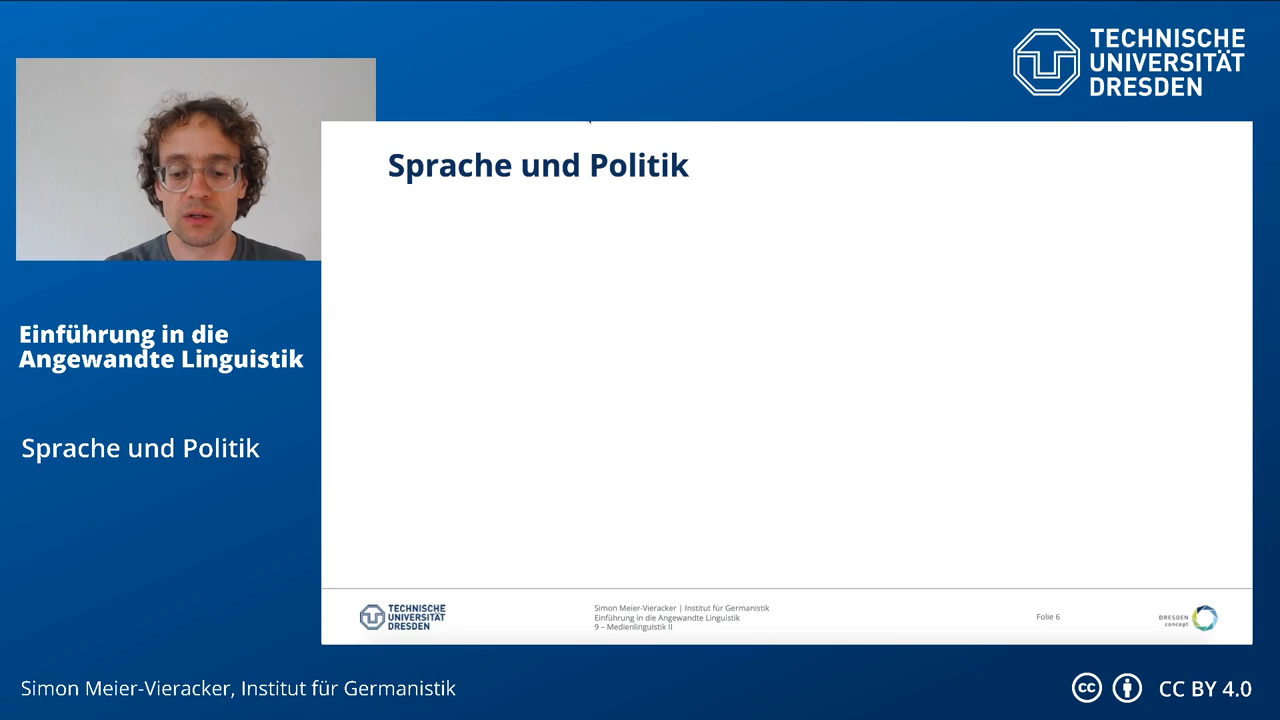 TECHNISCHE
UNIVERSITÄT
DRESDEN
Sprache und Politik
Einführung in die
Angewandte Linguistik
Sprache und Politik
TECHNISCHE
UNIVERSITÄT
DRESDEN
Simon Meier-Vieracker | Institut für Germanistik
Einführung in die Angewandte Linguistik
9 – Medienlinguistik II
Folie 6
DRESDEN
concept
Simon Meier-Vieracker, Institut für Germanistik
cc
CC BY 4.0